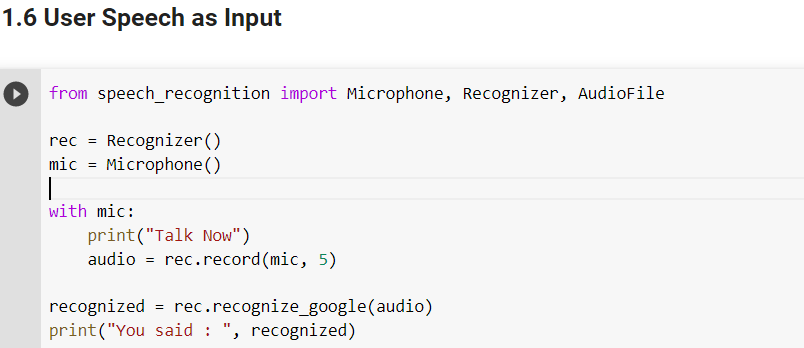 1.6 User Speech as Input
from speech_recognition import Microphone, Recognizer, AudioFile
rec = Recognizer()
mic = Microphone()
with mic:
    print("Talk Now")
    audio = rec.record(mic, 5)
recognized = rec.recognize_google(audio)
print("You said : ", recognized)